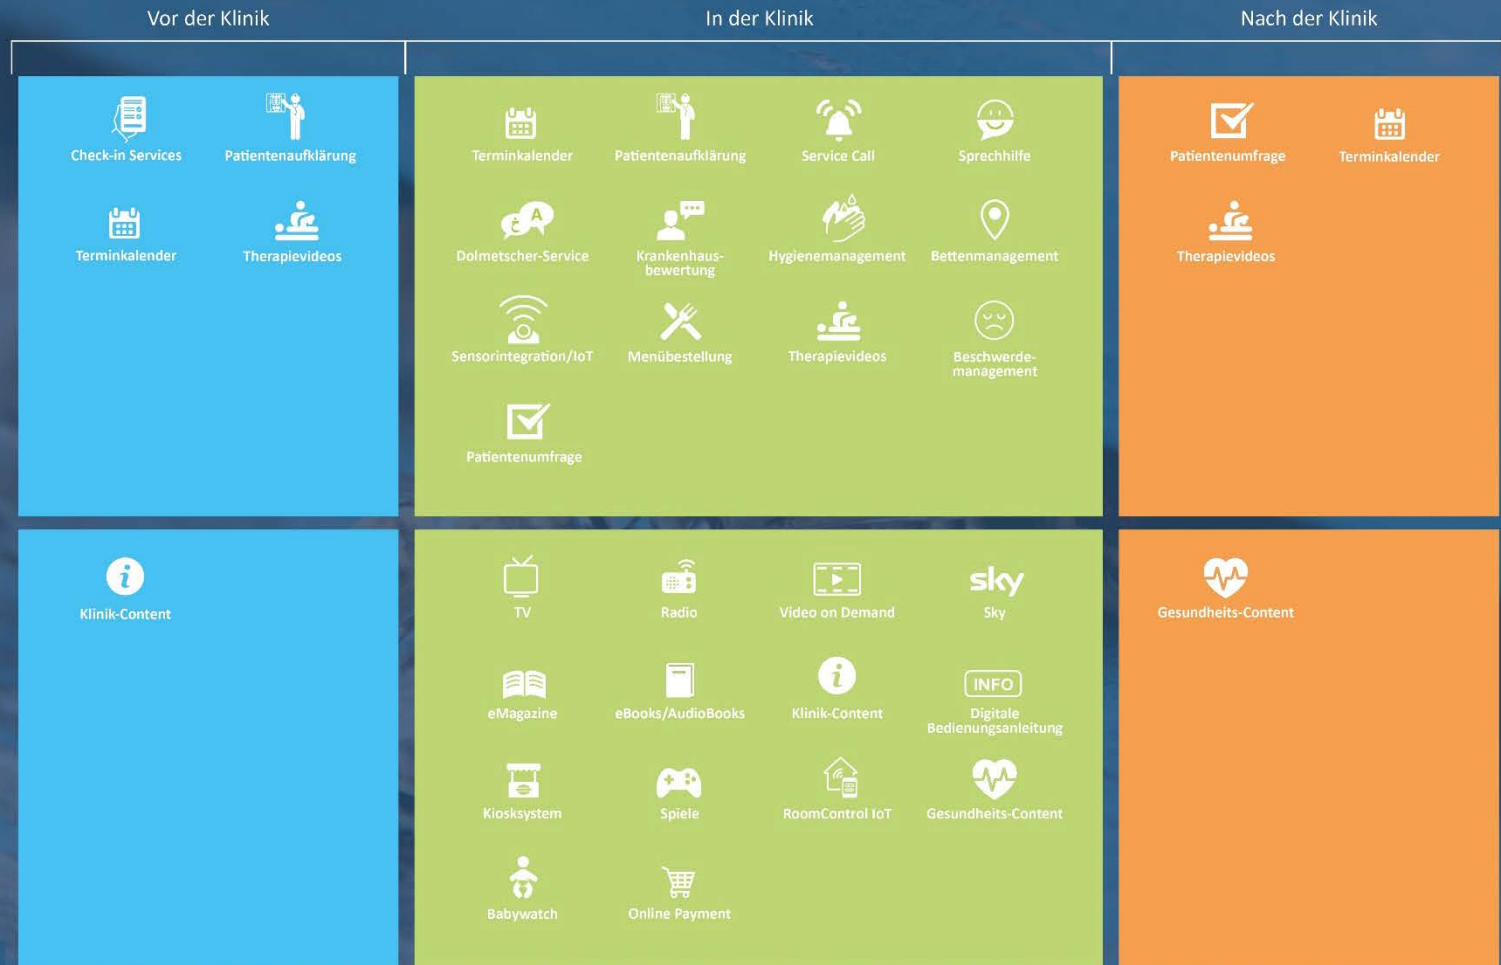 Vor der Klinik
In der Klinik
Nach der Klinik
Check-in Services
Patientenaufklärung
Terminkalender
Therapievideos
Terminkalender
Patientenaufklärung
Service Call
Sprechhilfe
A
Dolmetscher-Service
Krankenhaus-
bewertung
Hygienemanagement
Bettenmanagement
Sensorintegration/IoT
Menübestellung
Therapievideos
Beschwerde-
management
Patientenumfrage
Patientenumfrage
Terminkalender
Therapievideos
i
Klinik-Content
TV
Radio
Video on Demand
sky
Sky
eMagazine
eBooks/AudioBooks
i
Klinik-Content
INFO
Digitale
Bedienungsanleitung
Kiosksystem
Spiele
RoomControl IoT
Gesundheits-Content
Babywatch
Online Payment
Gesundheits-Content